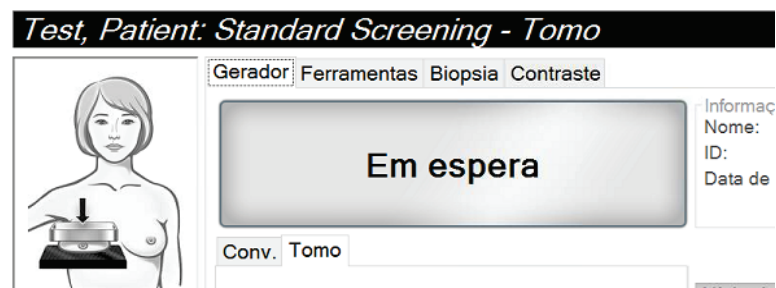 Test, Patient: Standard Screening - Tomo
Gerador Ferramentas Biopsia Contraste
Em espera
Nome:
ID:
Data de
Conv. Tomo